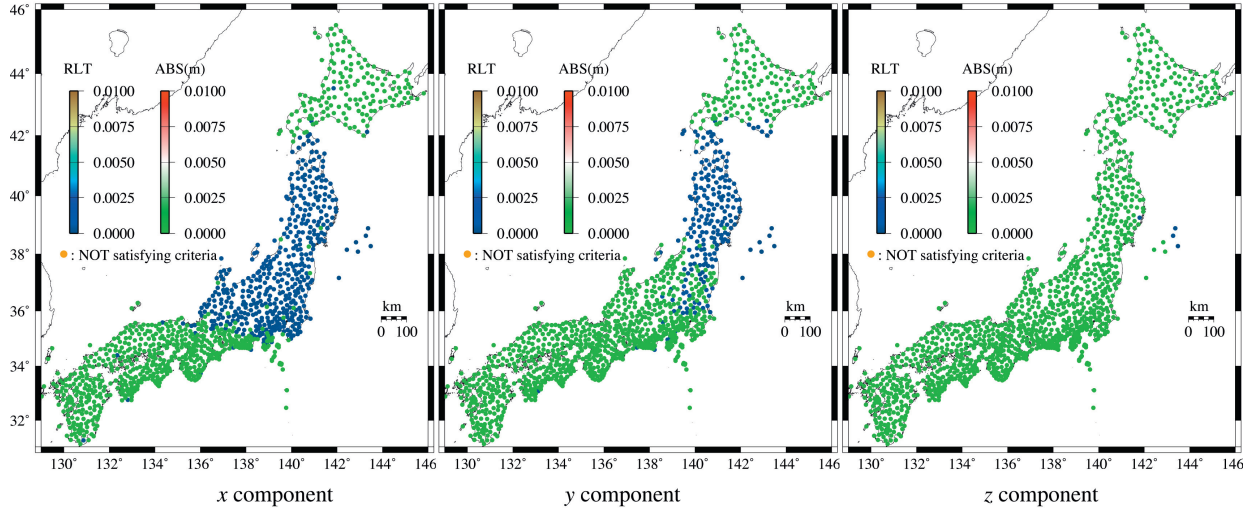 46°
44°
42°
40°
38°
36°
34°
32°
RLT ABS(m)
0.0100 0.0100
0.0075 0.0075
0.0050 0.0050
0.0025 0.0025
0.0000 0.0000
: NOT satisfying criteria
km
0 100
130° 132° 134° 136° 138° 140° 142° 144° 146
x component
RLT ABS(m)
0.0100 0.0100
0.0075 0.0075
0.0050 0.0050
0.0025 0.0025
0.0000 0.0000
: NOT satisfying criteria
km
0 100
130° 132° 134° 136° 138° 140° 142° 144° 146
y component
RLT ABS(m)
0.0100 0.0100
0.0075 0.0075
0.0050 0.0050
0.0025 0.0025
0.0000 0.0000
: NOT satisfying criteria
km
0 100
130° 132° 134° 136° 138° 140° 142° 144° 146°
z component